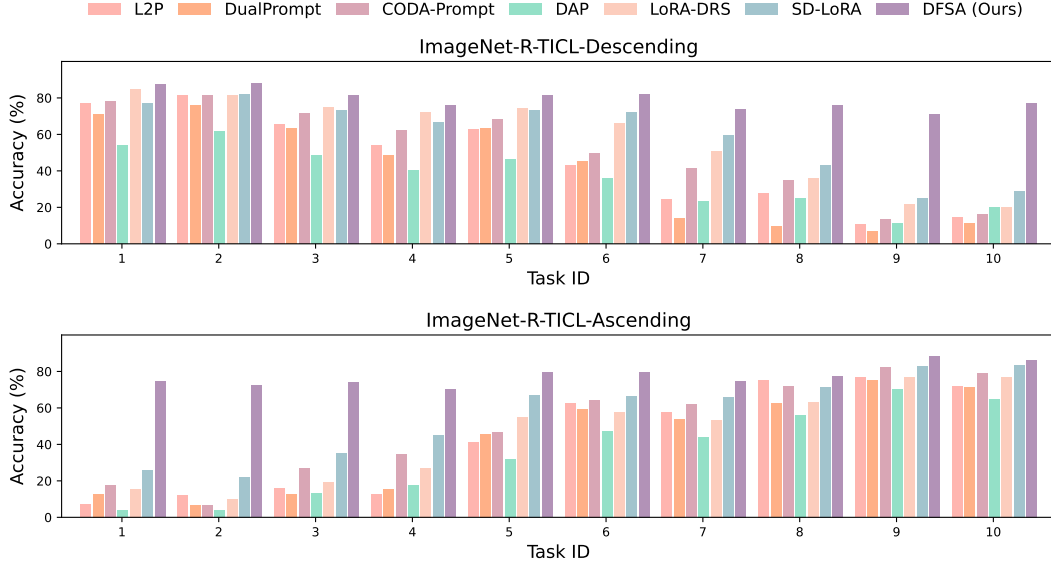 L2P DualPrompt CODA-Prompt DAP LoRA-DRS SD-LoRA DFSA (Ours)
ImageNet-R-TICL-Descending
Accuracy (%)
80
60
40
20
0
1 2 3 4 5 6 7 8 9 10
Task ID
ImageNet-R-TICL-Ascending
Accuracy (%)
80
60
40
20
0
1 2 3 4 5 6 7 8 9 10
Task ID